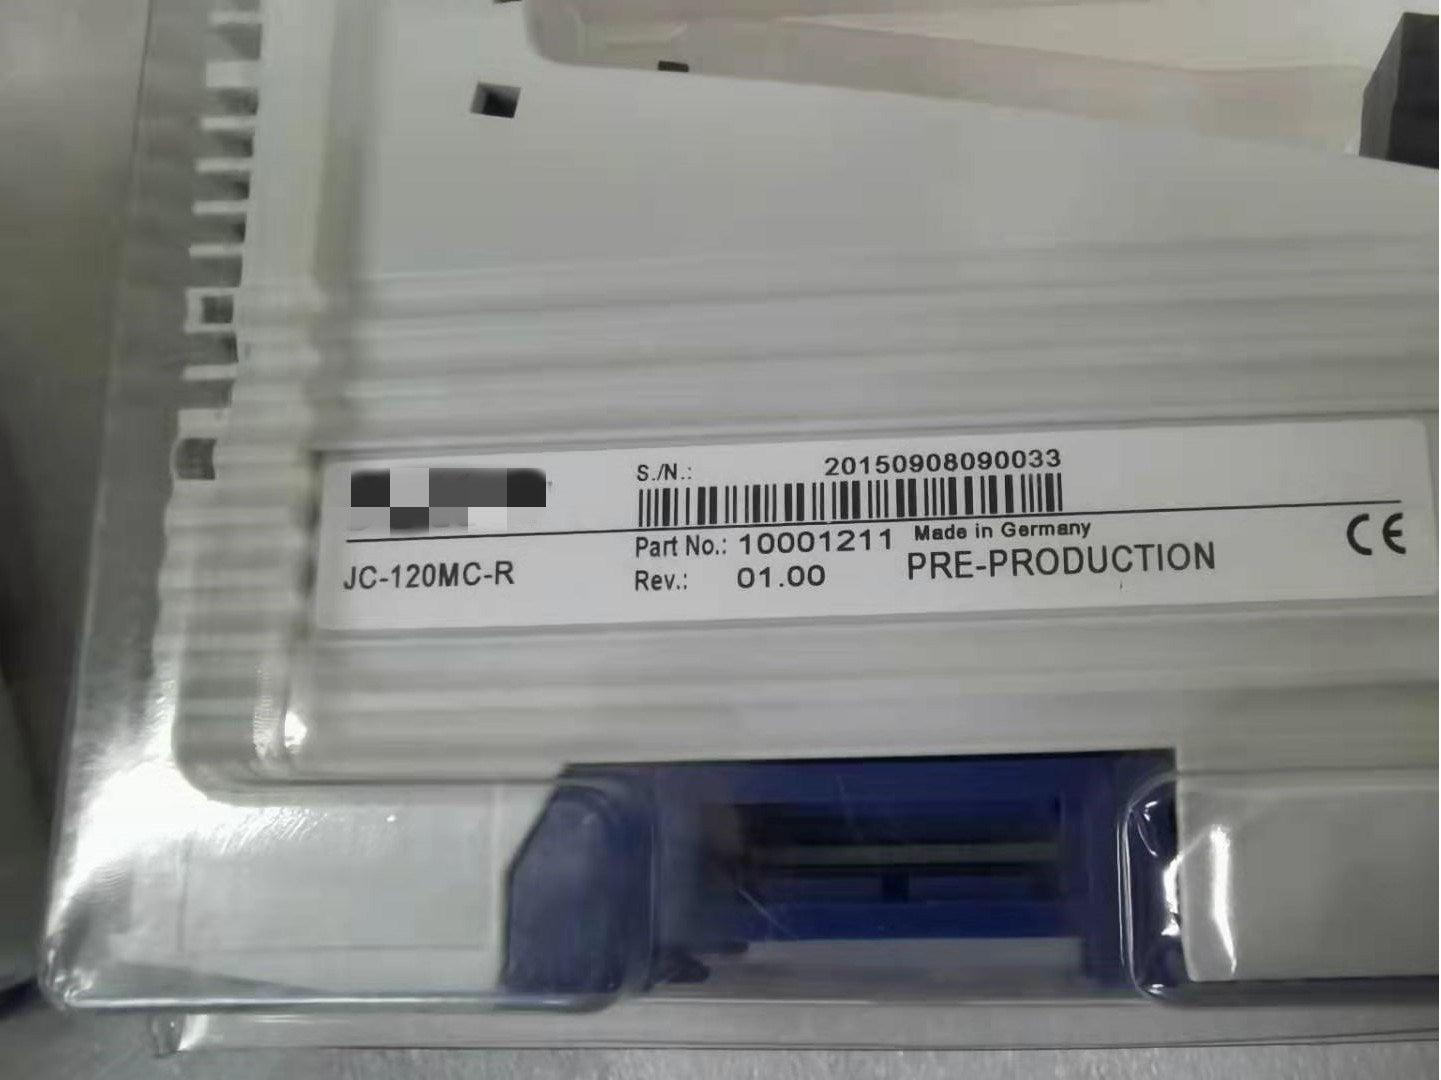 S./N.: 20150908090033
Part No.: 10001211 Made in Germany
JC-120MC-R
Rev.: 01.00 PRE-PRODUCTION
CE